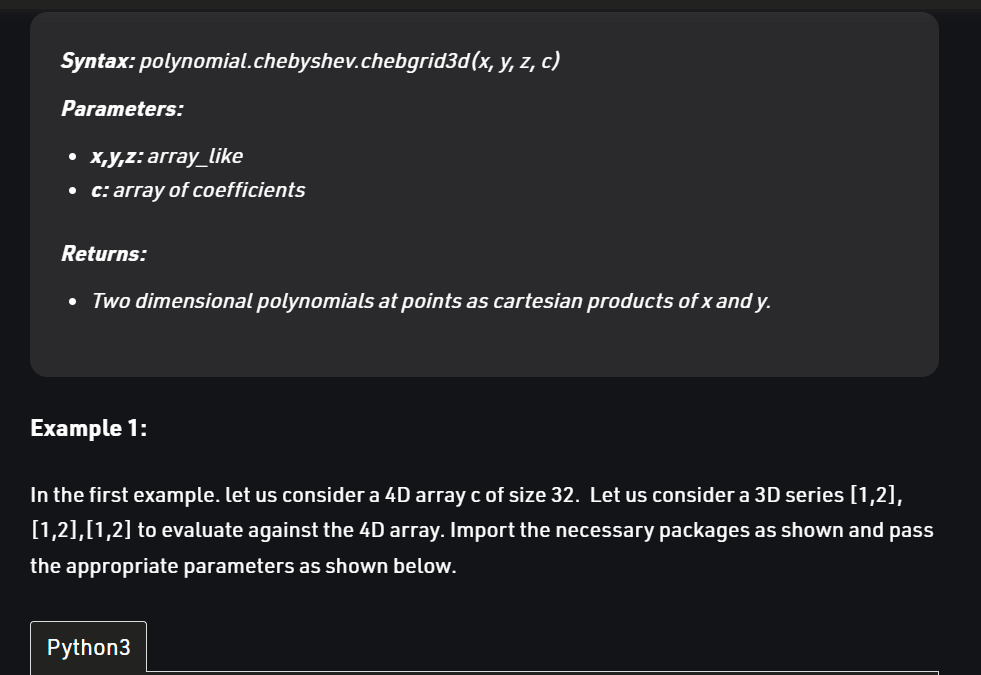 Syntax: polynomial.chebyshev.chebgrid3d(x, y, z, c)
Parameters:
• x,y,z: array_like
• c: array of coefficients
Returns:
• Two dimensional polynomials at points as cartesian products of x and y.
Example 1:
In the first example. let us consider a 4D array c of size 32.  Let us consider a 3D series [1,2],
[1,2],[1,2] to evaluate against the 4D array. Import the necessary packages as shown and pass
the appropriate parameters as shown below.
Python3